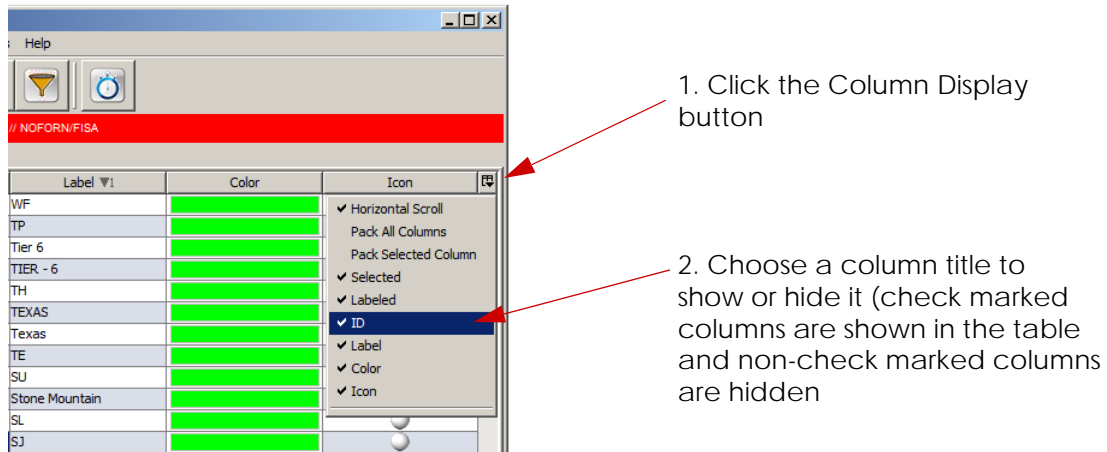 Help
// NOFORN/FISA
1. Click the Column Display
button
Label ▼1 Color Icon
WF
TP
Tier 6
TIER - 6
TH
TEXAS
Texas
TE
SU
Stone Mountain
SL
SJ
✔ Horizontal Scroll
Pack All Columns
Pack Selected Column
✔ Selected
✔ Labeled
✔ ID
✔ Label
✔ Color
✔ Icon
2. Choose a column title to
show or hide it (check marked
columns are shown in the table
and non-check marked columns
are hidden